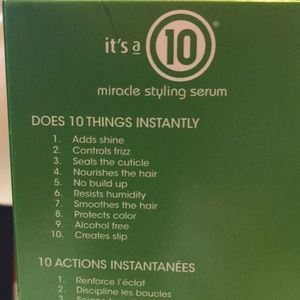 it's a 10
miracle styling serum
DOES 10 THINGS INSTANTLY
1. Adds shine
2. Controls frizz
3. Seals the cuticle
4. Nourishes the hair
5. No build up
6. Resists humidity
7. Smoothes the hair
8. Protects color
9. Alcohol free
10. Creates slip
10 ACTIONS INSTANTANÉES
1. Renforce l'éclat
2. Discipline les boucles